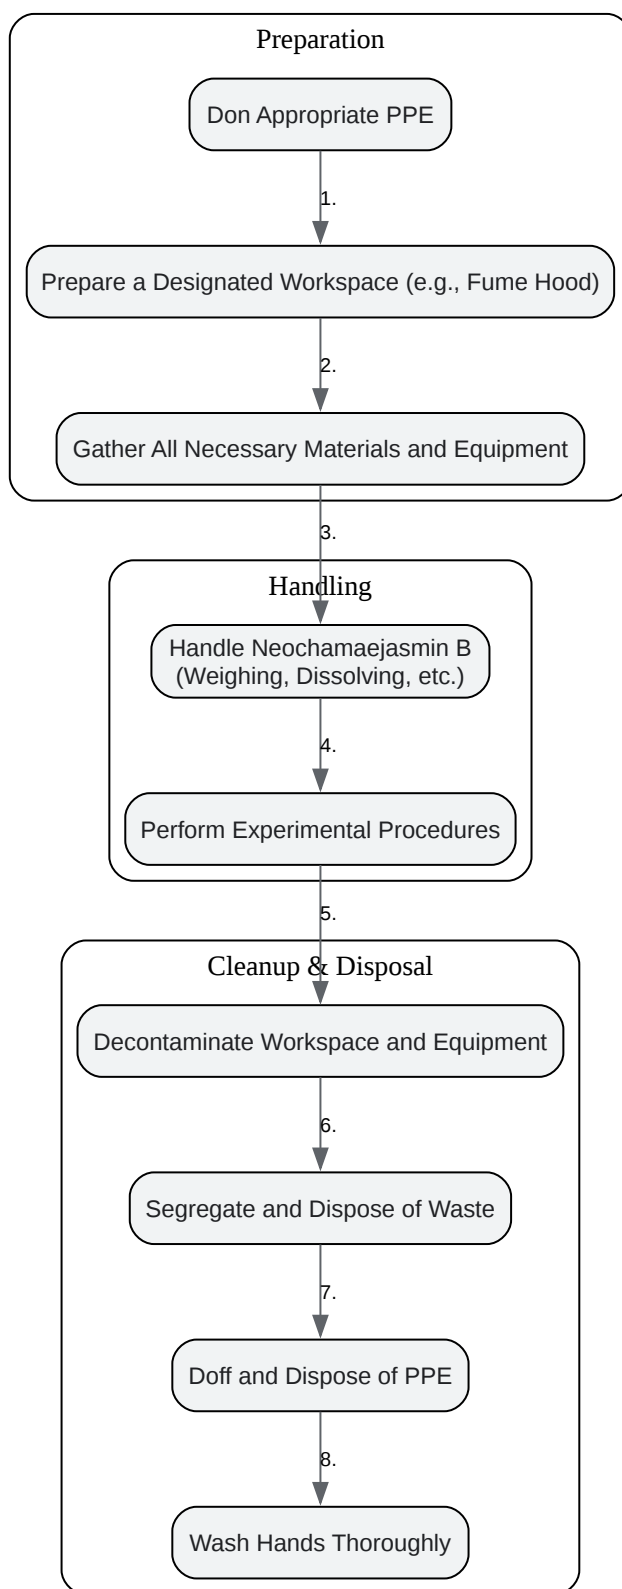 Preparation
Don Appropriate PPE
1.
Prepare a Designated Workspace (e.g., Fume Hood)
2.
Gather All Necessary Materials and Equipment
3.
Handling
Handle Neochamaejasmin B
(Weighing, Dissolving, etc.)
4.
Perform Experimental Procedures
5.
Cleanup & Disposal
Decontaminate Workspace and Equipment
6.
Segregate and Dispose of Waste
7.
Doff and Dispose of PPE
8.
Wash Hands Thoroughly